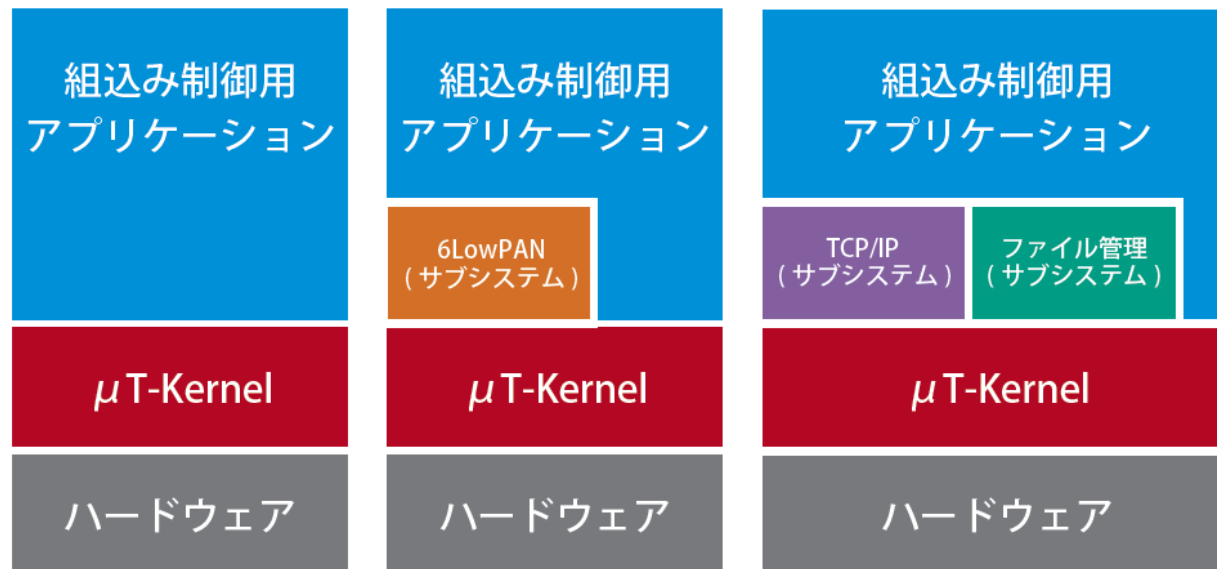 組込み制御用
アプリケーション
6LowPAN
( サブシステム )
μT-Kernel
ハードウェア
組込み制御用
アプリケーション
μT-Kernel
ハードウェア
組込み制御用
アプリケーション
TCP/IP
( サブシステム )
ファイル管理
( サブシステム )
μT-Kernel
ハードウェア